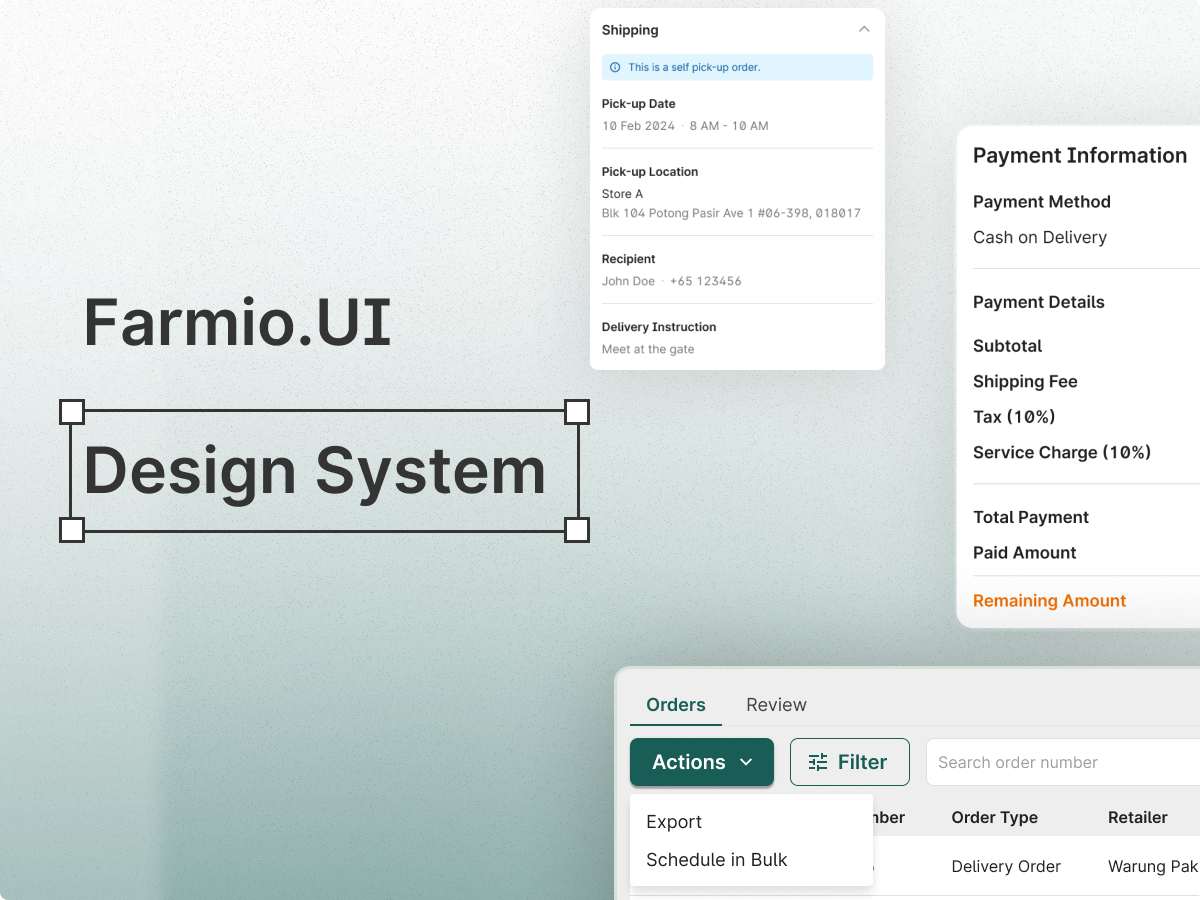 Farmio.UI
Design System
Shipping
This is a self pick-up order.
Pick-up Date
10 Feb 2024 · 8 AM - 10 AM
Pick-up Location
Store A
Blk 104 Potong Pasir Ave 1 #06-398, 018017
Recipient
John Doe · +65 123456
Delivery Instruction
Meet at the gate
Payment Information
Payment Method
Cash on Delivery
Payment Details
Subtotal
Shipping Fee
Tax (10%)
Service Charge (10%)
Total Payment
Paid Amount
Remaining Amount
Orders Review
Actions Filter Search order number
Export
Schedule in Bulk
Order Type Retailer
Delivery Order Warung Pak